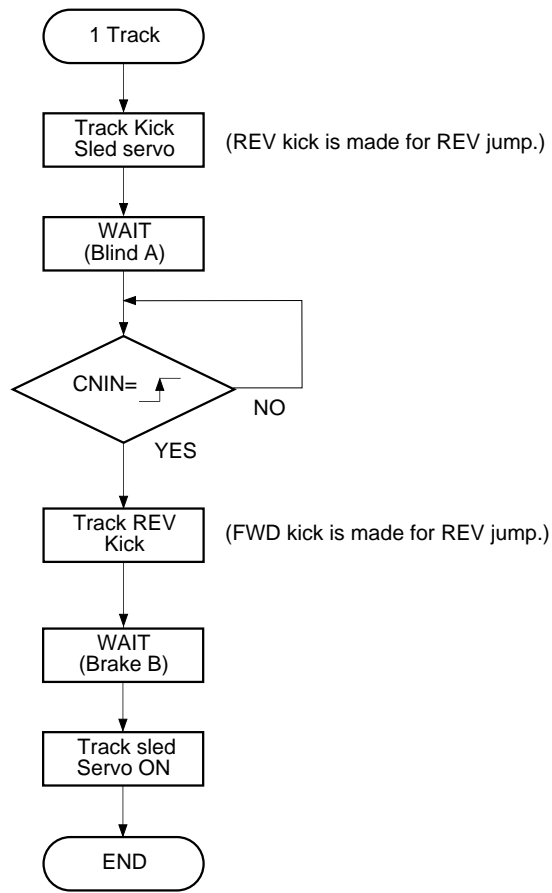 1 Track
Track Kick
Sled servo
(REV kick is made for REV jump.)
WAIT
(Blind A)
CNIN=
NO
YES
Track REV
Kick
(FWD kick is made for REV jump.)
WAIT
(Brake B)
Track sled
Servo ON
END